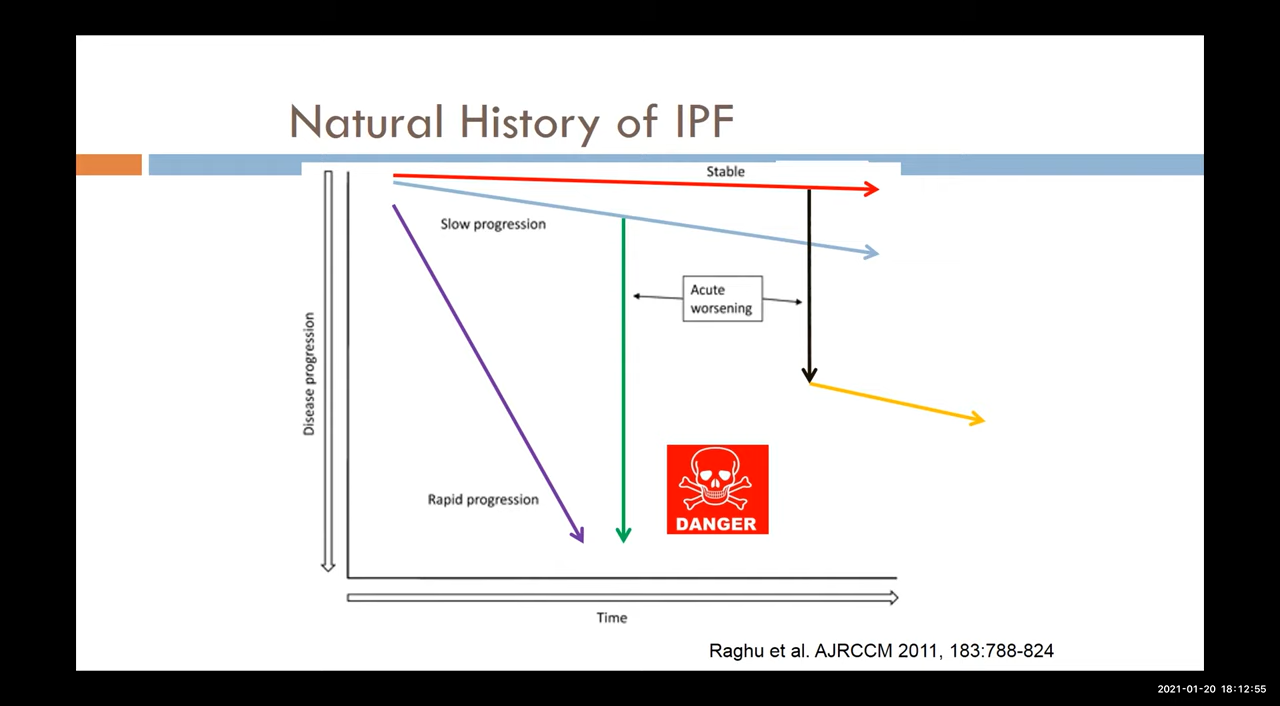 Natural History of IPF
Stable
Slow progression
Acute
worsening
Disease progression
Rapid progression
DANGER
Time
Raghu et al. AJRCCM 2011, 183:788-824
2021-01-20 18:12:55